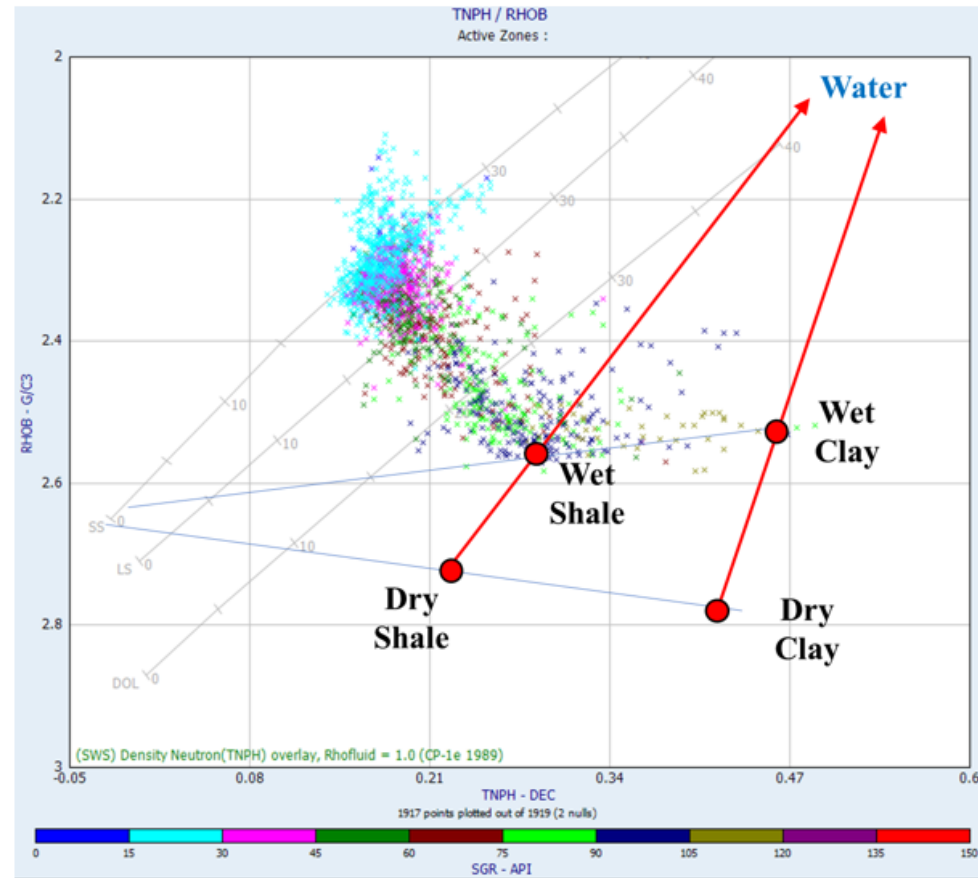 TNPH / RHOB
Active Zones :
2
2.2
2.4
2.6
2.8
3
RHOB - G/C3
40
40
30
30
30
10
10
10
SS
0
LS
0
DOL
0
Water
Wet
Clay
Wet
Shale
Dry
Shale
Dry
Clay
(SWS) Density Neutron(TNPH) overlay, Rhofluid = 1.0 (CP-1e 1989)
-0.05
0.08
0.21
0.34
0.47
0.6
TNPH - DEC
1917 points plotted out of 1919 (2 nulls)
0
15
30
45
60
75
90
105
120
135
150
SGR - API